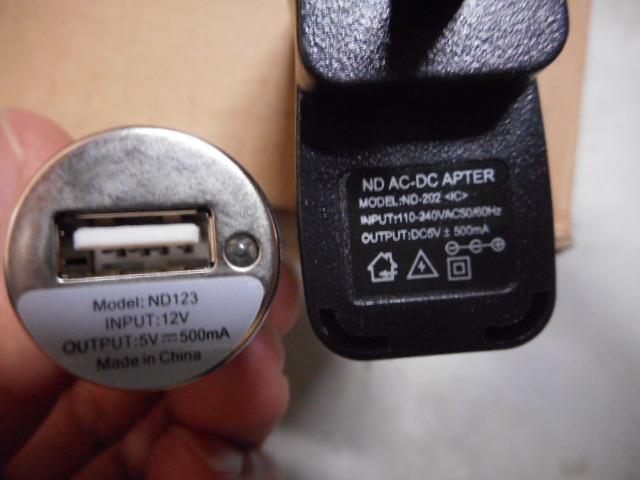 Model: ND123
INPUT:12V
OUTPUT:5V⎓500mA
Made in China
ND AC-DC APTER
MODEL:ND-202 <IC>
INPUT:110-240VAC50/60Hz
OUTPUT:DC5V ± 500mA